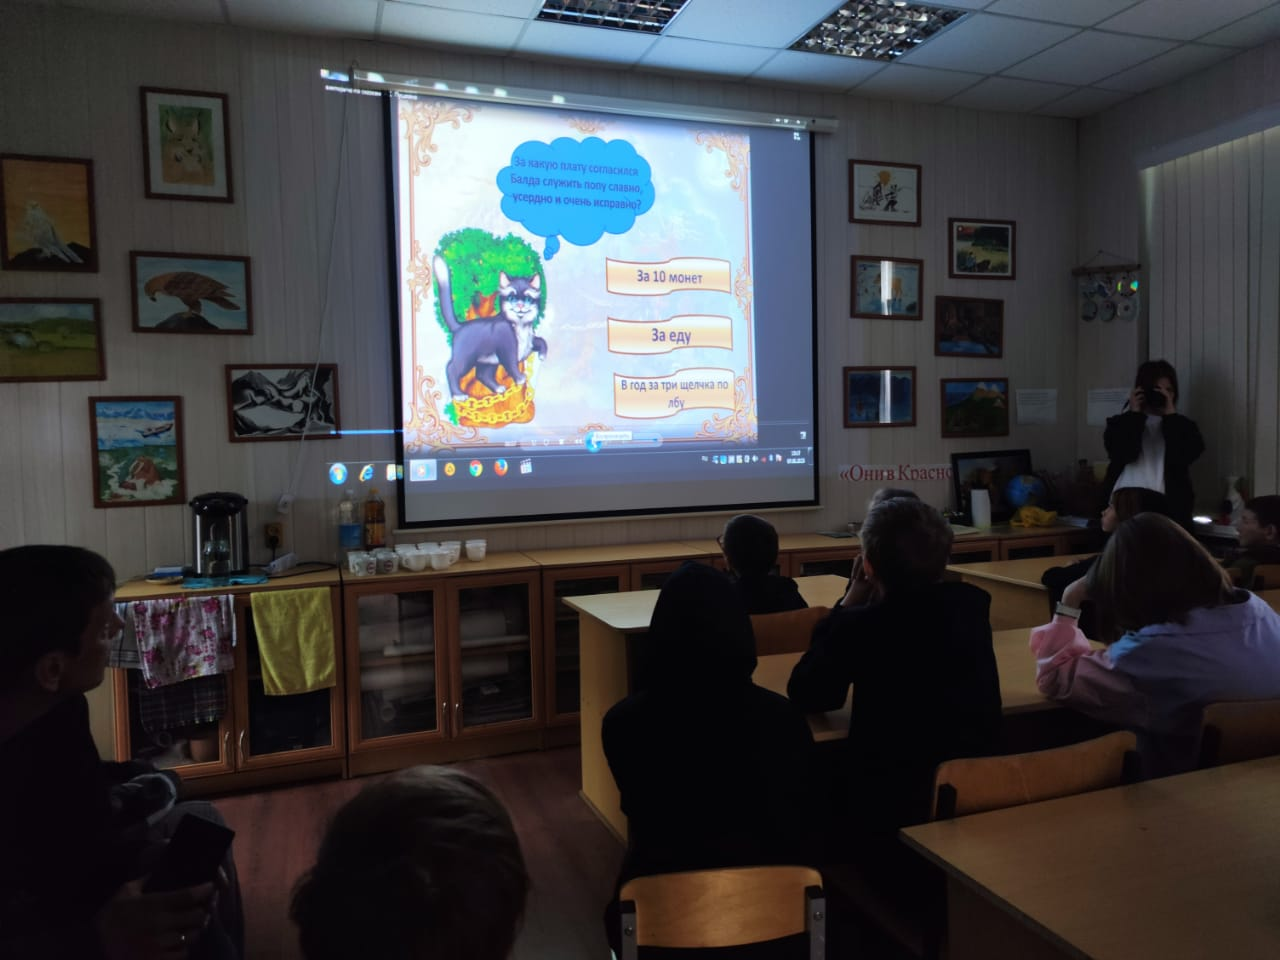 За какую плату согласился
Балда служить попу славно,
усердно и очень исправно?
За 10 монет
За еду
В год за три щелчка по
лбу
«Они в Красно